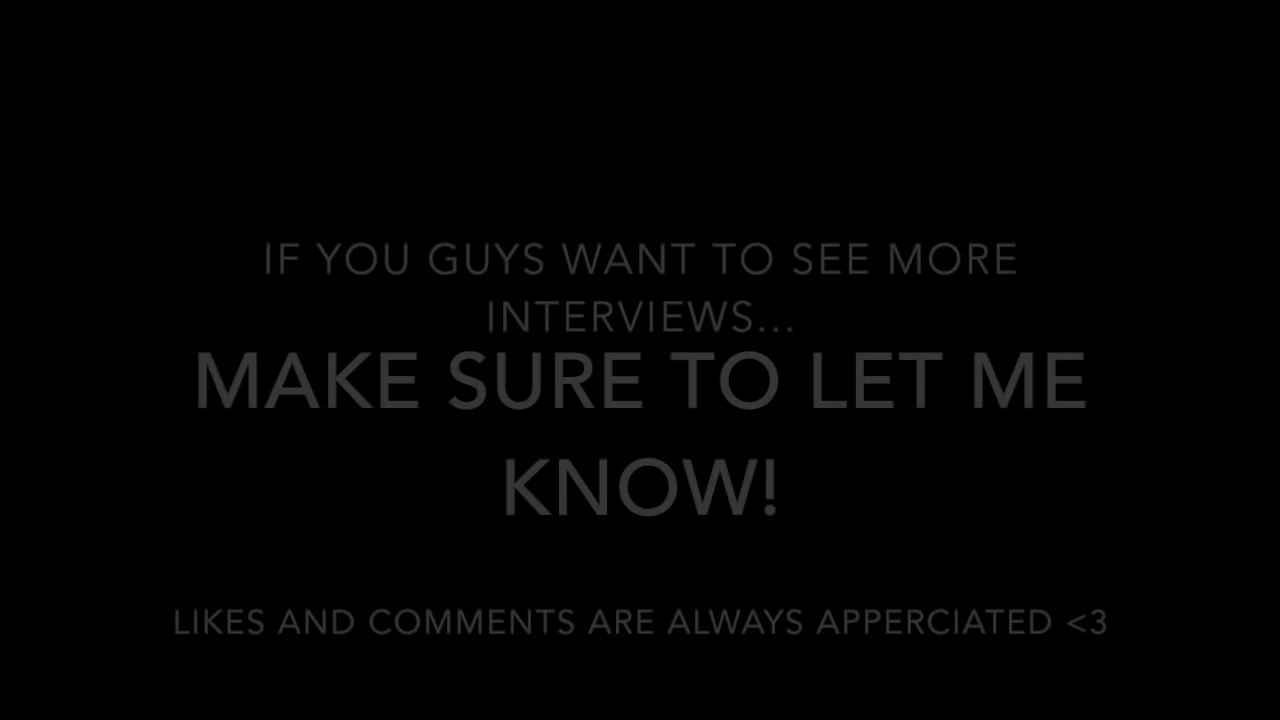 IF YOU GUYS WANT TO SEE MORE
INTERVIEWS...
MAKE SURE TO LET ME
KNOW!
LIKES AND COMMENTS ARE ALWAYS APPERCIATED <3